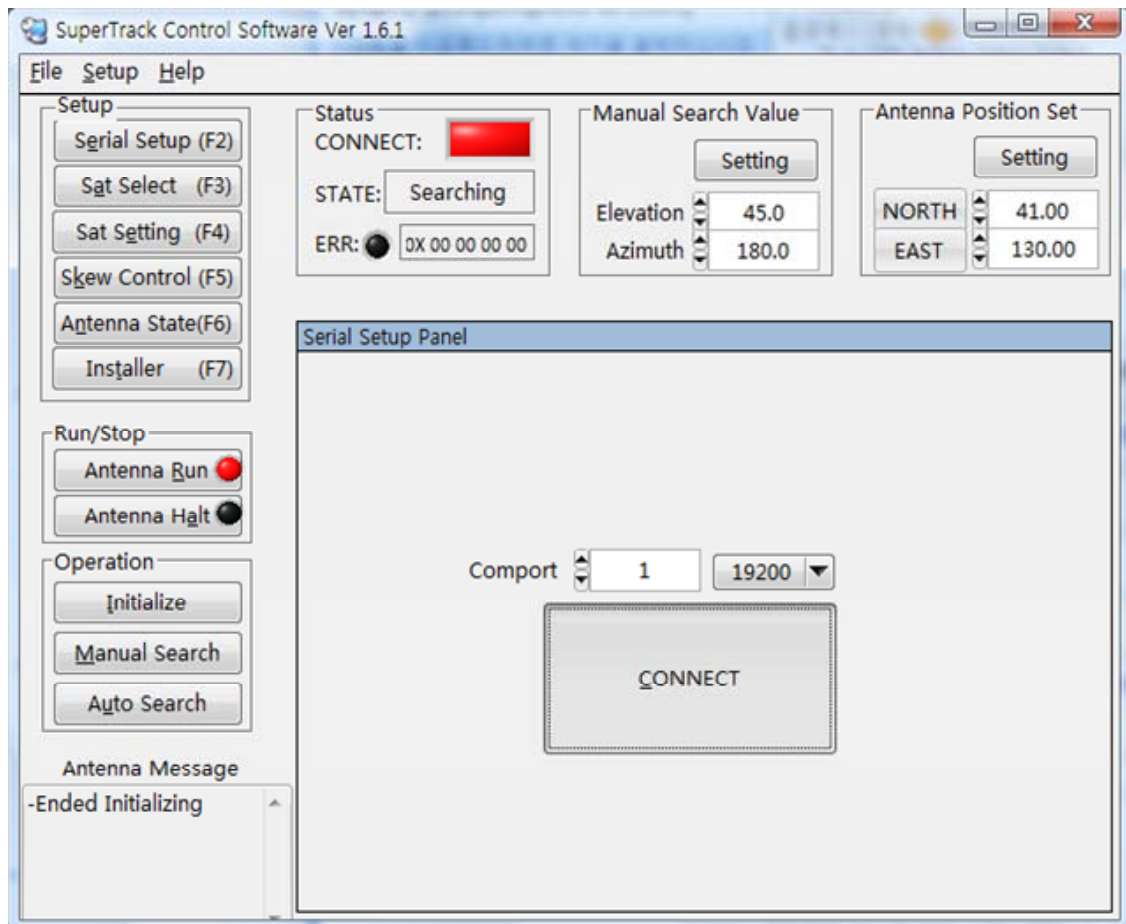 SuperTrack Control Software Ver 1.6.1
File Setup Help
Setup
Serial Setup (F2)
Sat Select (F3)
Sat Setting (F4)
Skew Control (F5)
Antenna State(F6)
Installer (F7)
Run/Stop
Antenna Run
Antenna Halt
Operation
Initialize
Manual Search
Auto Search
Antenna Message
-Ended Initializing
Status
CONNECT:
STATE: Searching
ERR: 0X 00 00 00 00
Manual Search Value
Setting
Elevation 45.0
Azimuth 180.0
Antenna Position Set
Setting
NORTH 41.00
EAST 130.00
Serial Setup Panel
Comport 1 19200
CONNECT